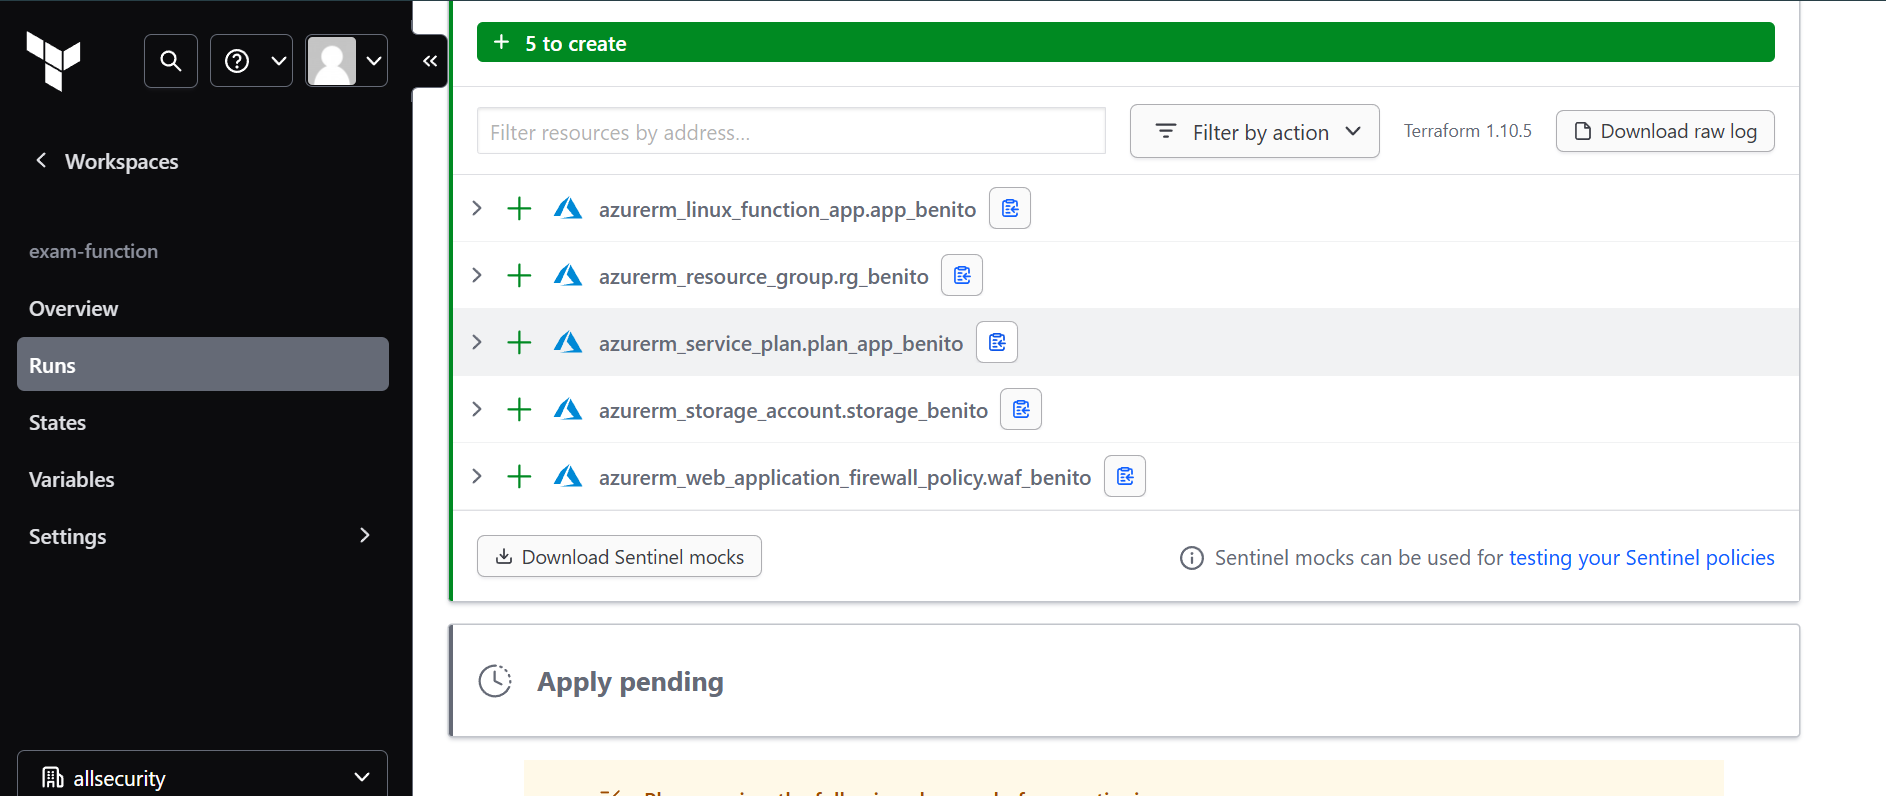 5 to create
Filter resources by address...
Filter by action
Terraform 1.10.5
Download raw log
Workspaces
exam-function
Overview
Runs
States
Variables
Settings
allsecurity
azurerm_linux_function_app.app_benito
azurerm_resource_group.rg_benito
azurerm_service_plan.plan_app_benito
azurerm_storage_account.storage_benito
azurerm_web_application_firewall_policy.waf_benito
Download Sentinel mocks
Sentinel mocks can be used for testing your Sentinel policies
Apply pending